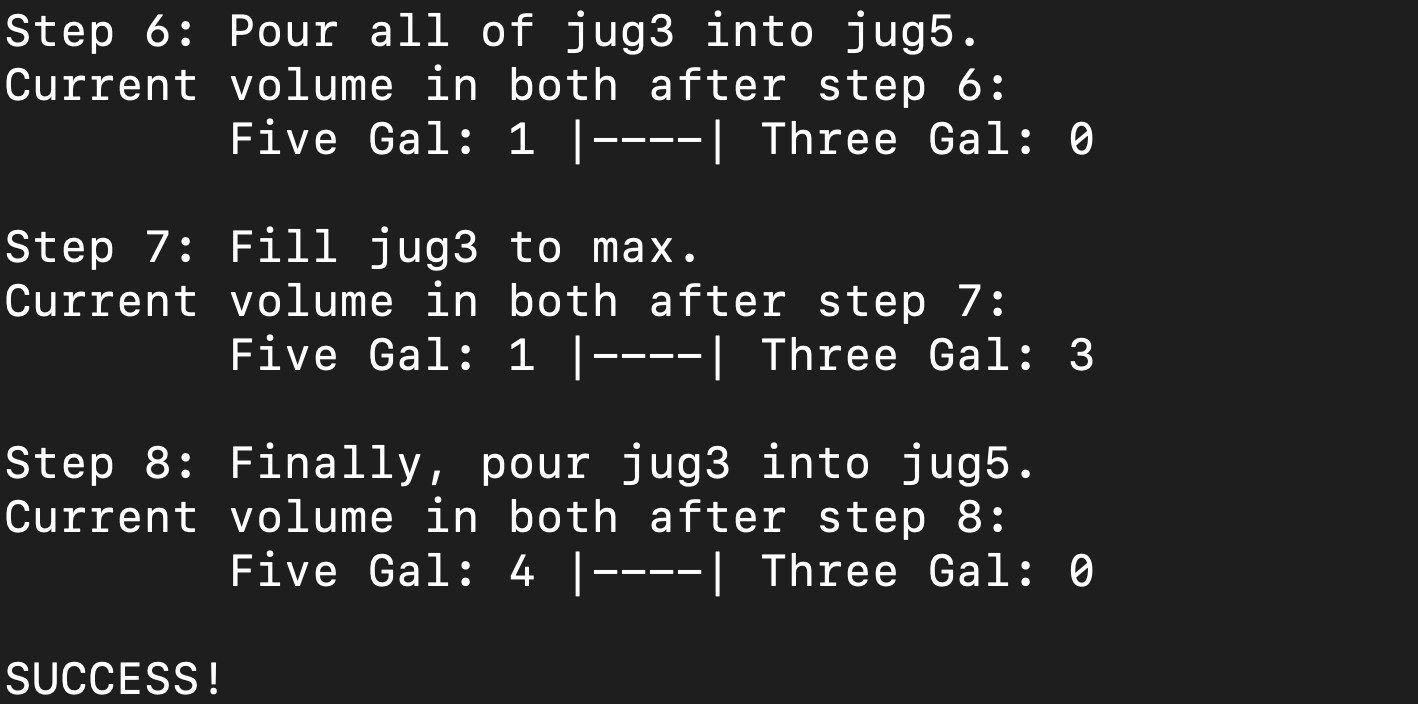 Step 6: Pour all of jug3 into jug5.
Current volume in both after step 6:
        Five Gal: 1 |----| Three Gal: 0

Step 7: Fill jug3 to max.
Current volume in both after step 7:
        Five Gal: 1 |----| Three Gal: 3

Step 8: Finally, pour jug3 into jug5.
Current volume in both after step 8:
        Five Gal: 4 |----| Three Gal: 0

SUCCESS!